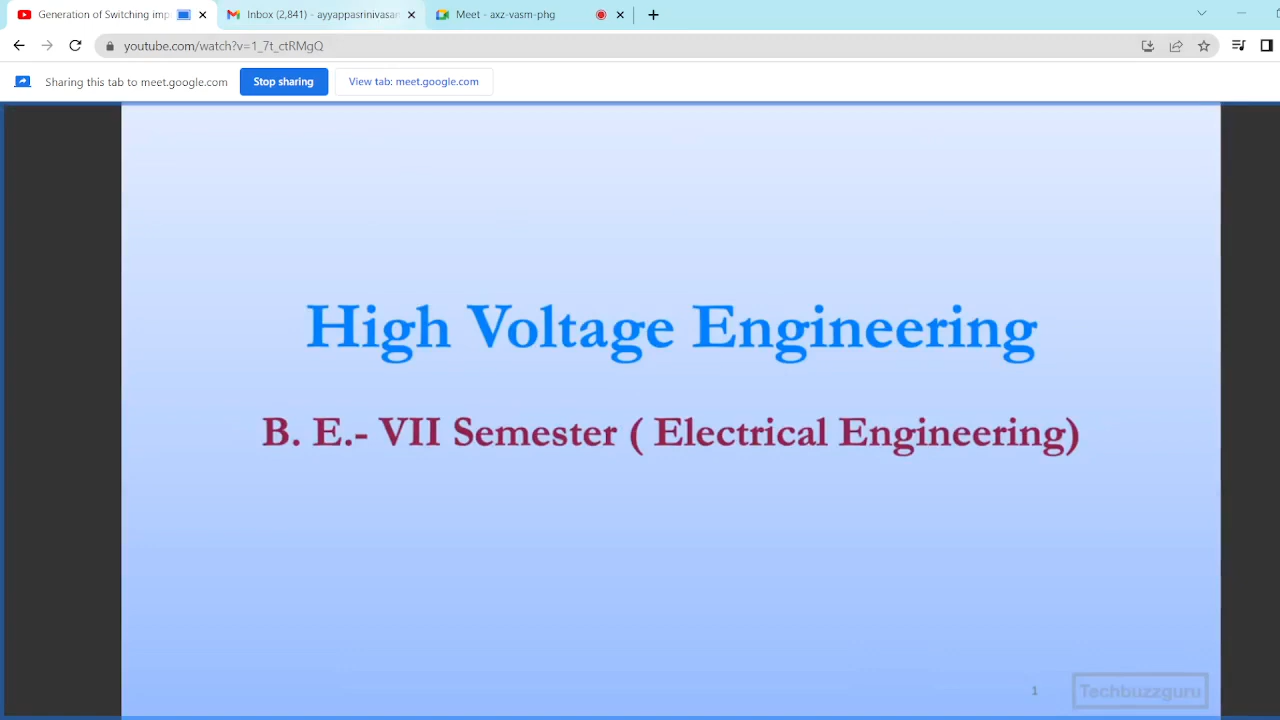 Generation of Switching imp
Inbox (2,841) - ayyappasrinivasan
Meet - axz-vasm-phg
youtube.com/watch?v=1_7t_ctRMgQ
Sharing this tab to meet.google.com
Stop sharing
View tab: meet.google.com
High Voltage Engineering
B. E.- VII Semester ( Electrical Engineering)
1
Techbuzzguru